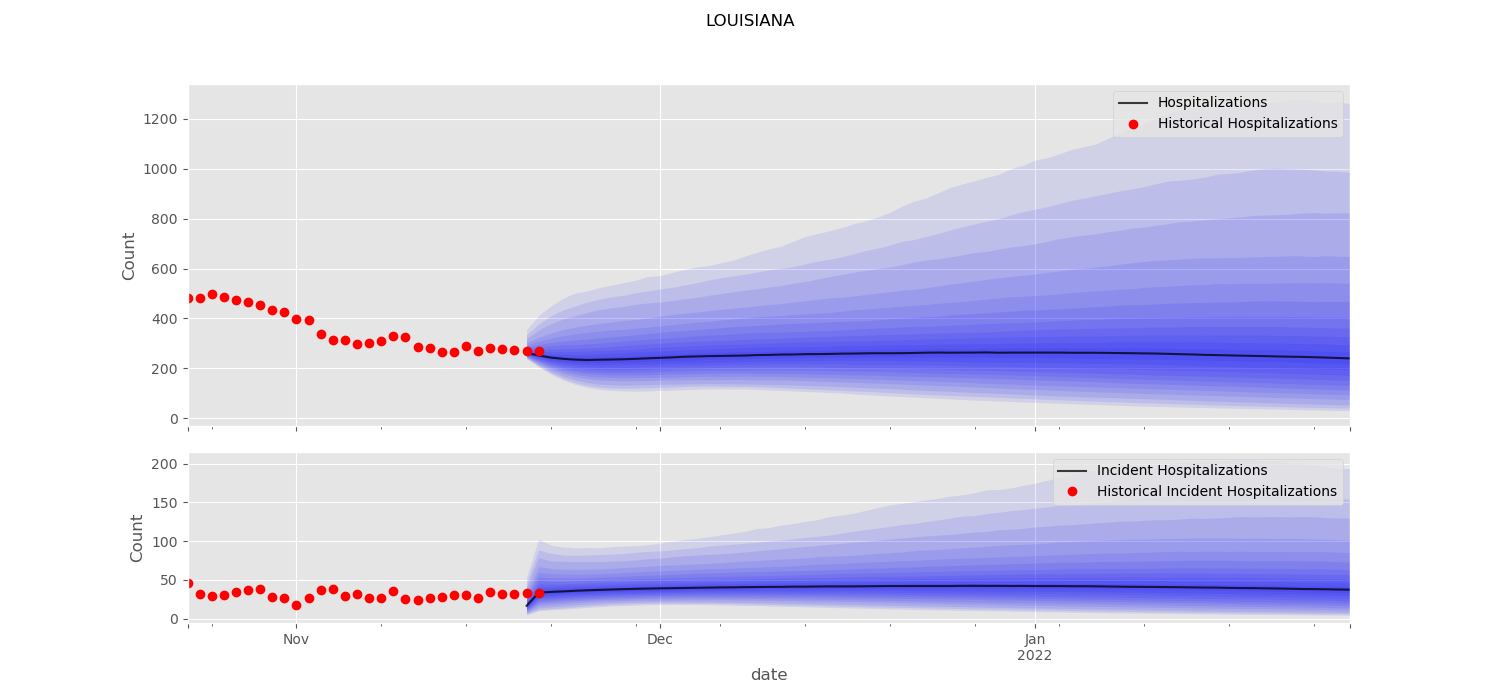 LOUISIANA
Hospitalizations
Historical Hospitalizations
1200
1000
800
600
400
200
0
Count
Incident Hospitalizations
Historical Incident Hospitalizations
200
150
100
50
0
Count
Nov
Dec
Jan
2022
date